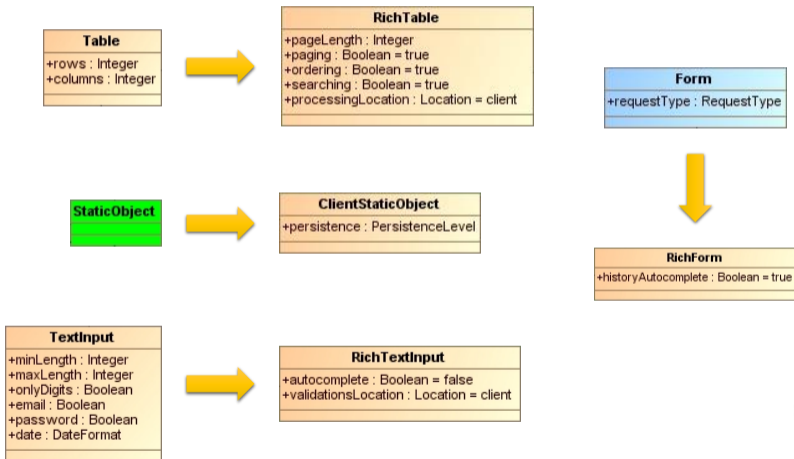 Table
+rows : Integer
+columns : Integer
RichTable
+pageLength : Integer
+paging : Boolean = true
+ordering : Boolean = true
+searching : Boolean = true
+processingLocation : Location = client
Form
+requestType : RequestType
StaticObject
ClientStaticObject
+persistence : PersistenceLevel
RichForm
+historyAutocomplete : Boolean = true
TextInput
+minLength : Integer
+maxLength : Integer
+onlyDigits : Boolean
+email : Boolean
+password : Boolean
+date : DateFormat
RichTextInput
+autocomplete : Boolean = false
+validationsLocation : Location = client